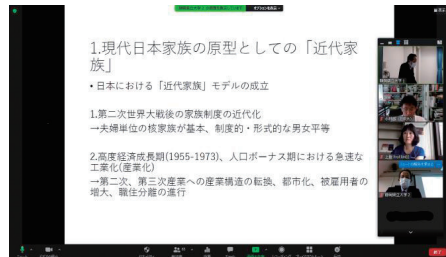 1.現代日本家族の原型としての「近代家
族」
• 日本における「近代家族」モデルの成立
1.第二次世界大戦後の家族制度の近代化
→夫婦単位の核家族が基本、制度的・形式的な男女平等
2.高度経済成長期(1955-1973)、人口ボーナス期における急速な
工業化(産業化)
→第二次、第三次産業への産業構造の転換、都市化、被雇用者の
増大、職住分離の進行
終了